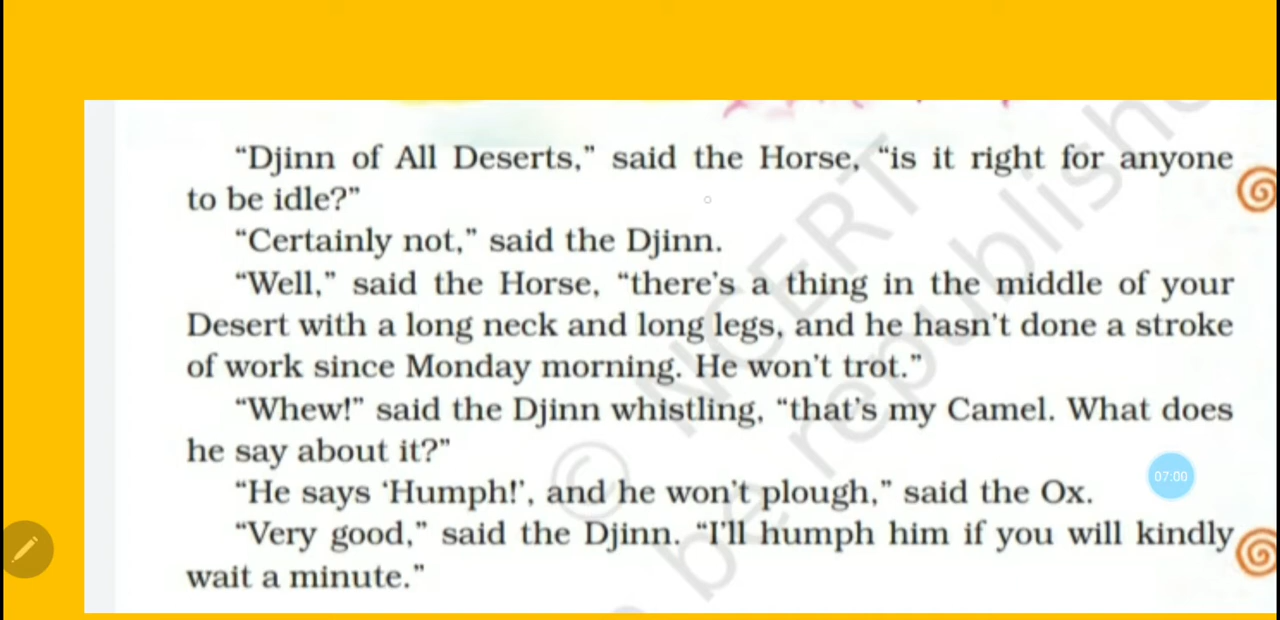 “Djinn of All Deserts,” said the Horse, “is it right for anyone
to be idle?”
“Certainly not,” said the Djinn.
“Well,” said the Horse, “there’s a thing in the middle of your
Desert with a long neck and long legs, and he hasn’t done a stroke
of work since Monday morning. He won’t trot.”
“Whew!” said the Djinn whistling, “that’s my Camel. What does
he say about it?”
“He says ‘Humph!’, and he won’t plough,” said the Ox.
“Very good,” said the Djinn. “I’ll humph him if you will kindly
wait a minute.”
07:00
© NCERT
be republished